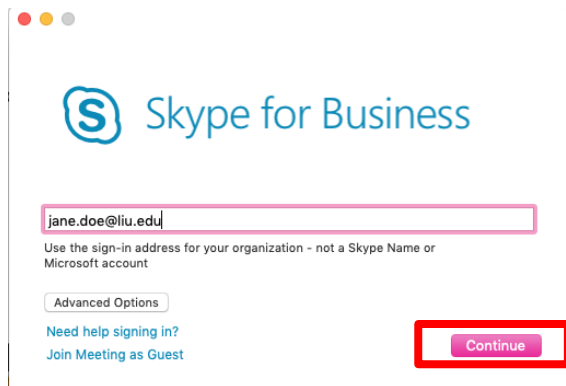 Skype for Business
jane.doe@liu.edu
Use the sign-in address for your organization - not a Skype Name or
Microsoft account
Advanced Options
Need help signing in?
Join Meeting as Guest
Continue